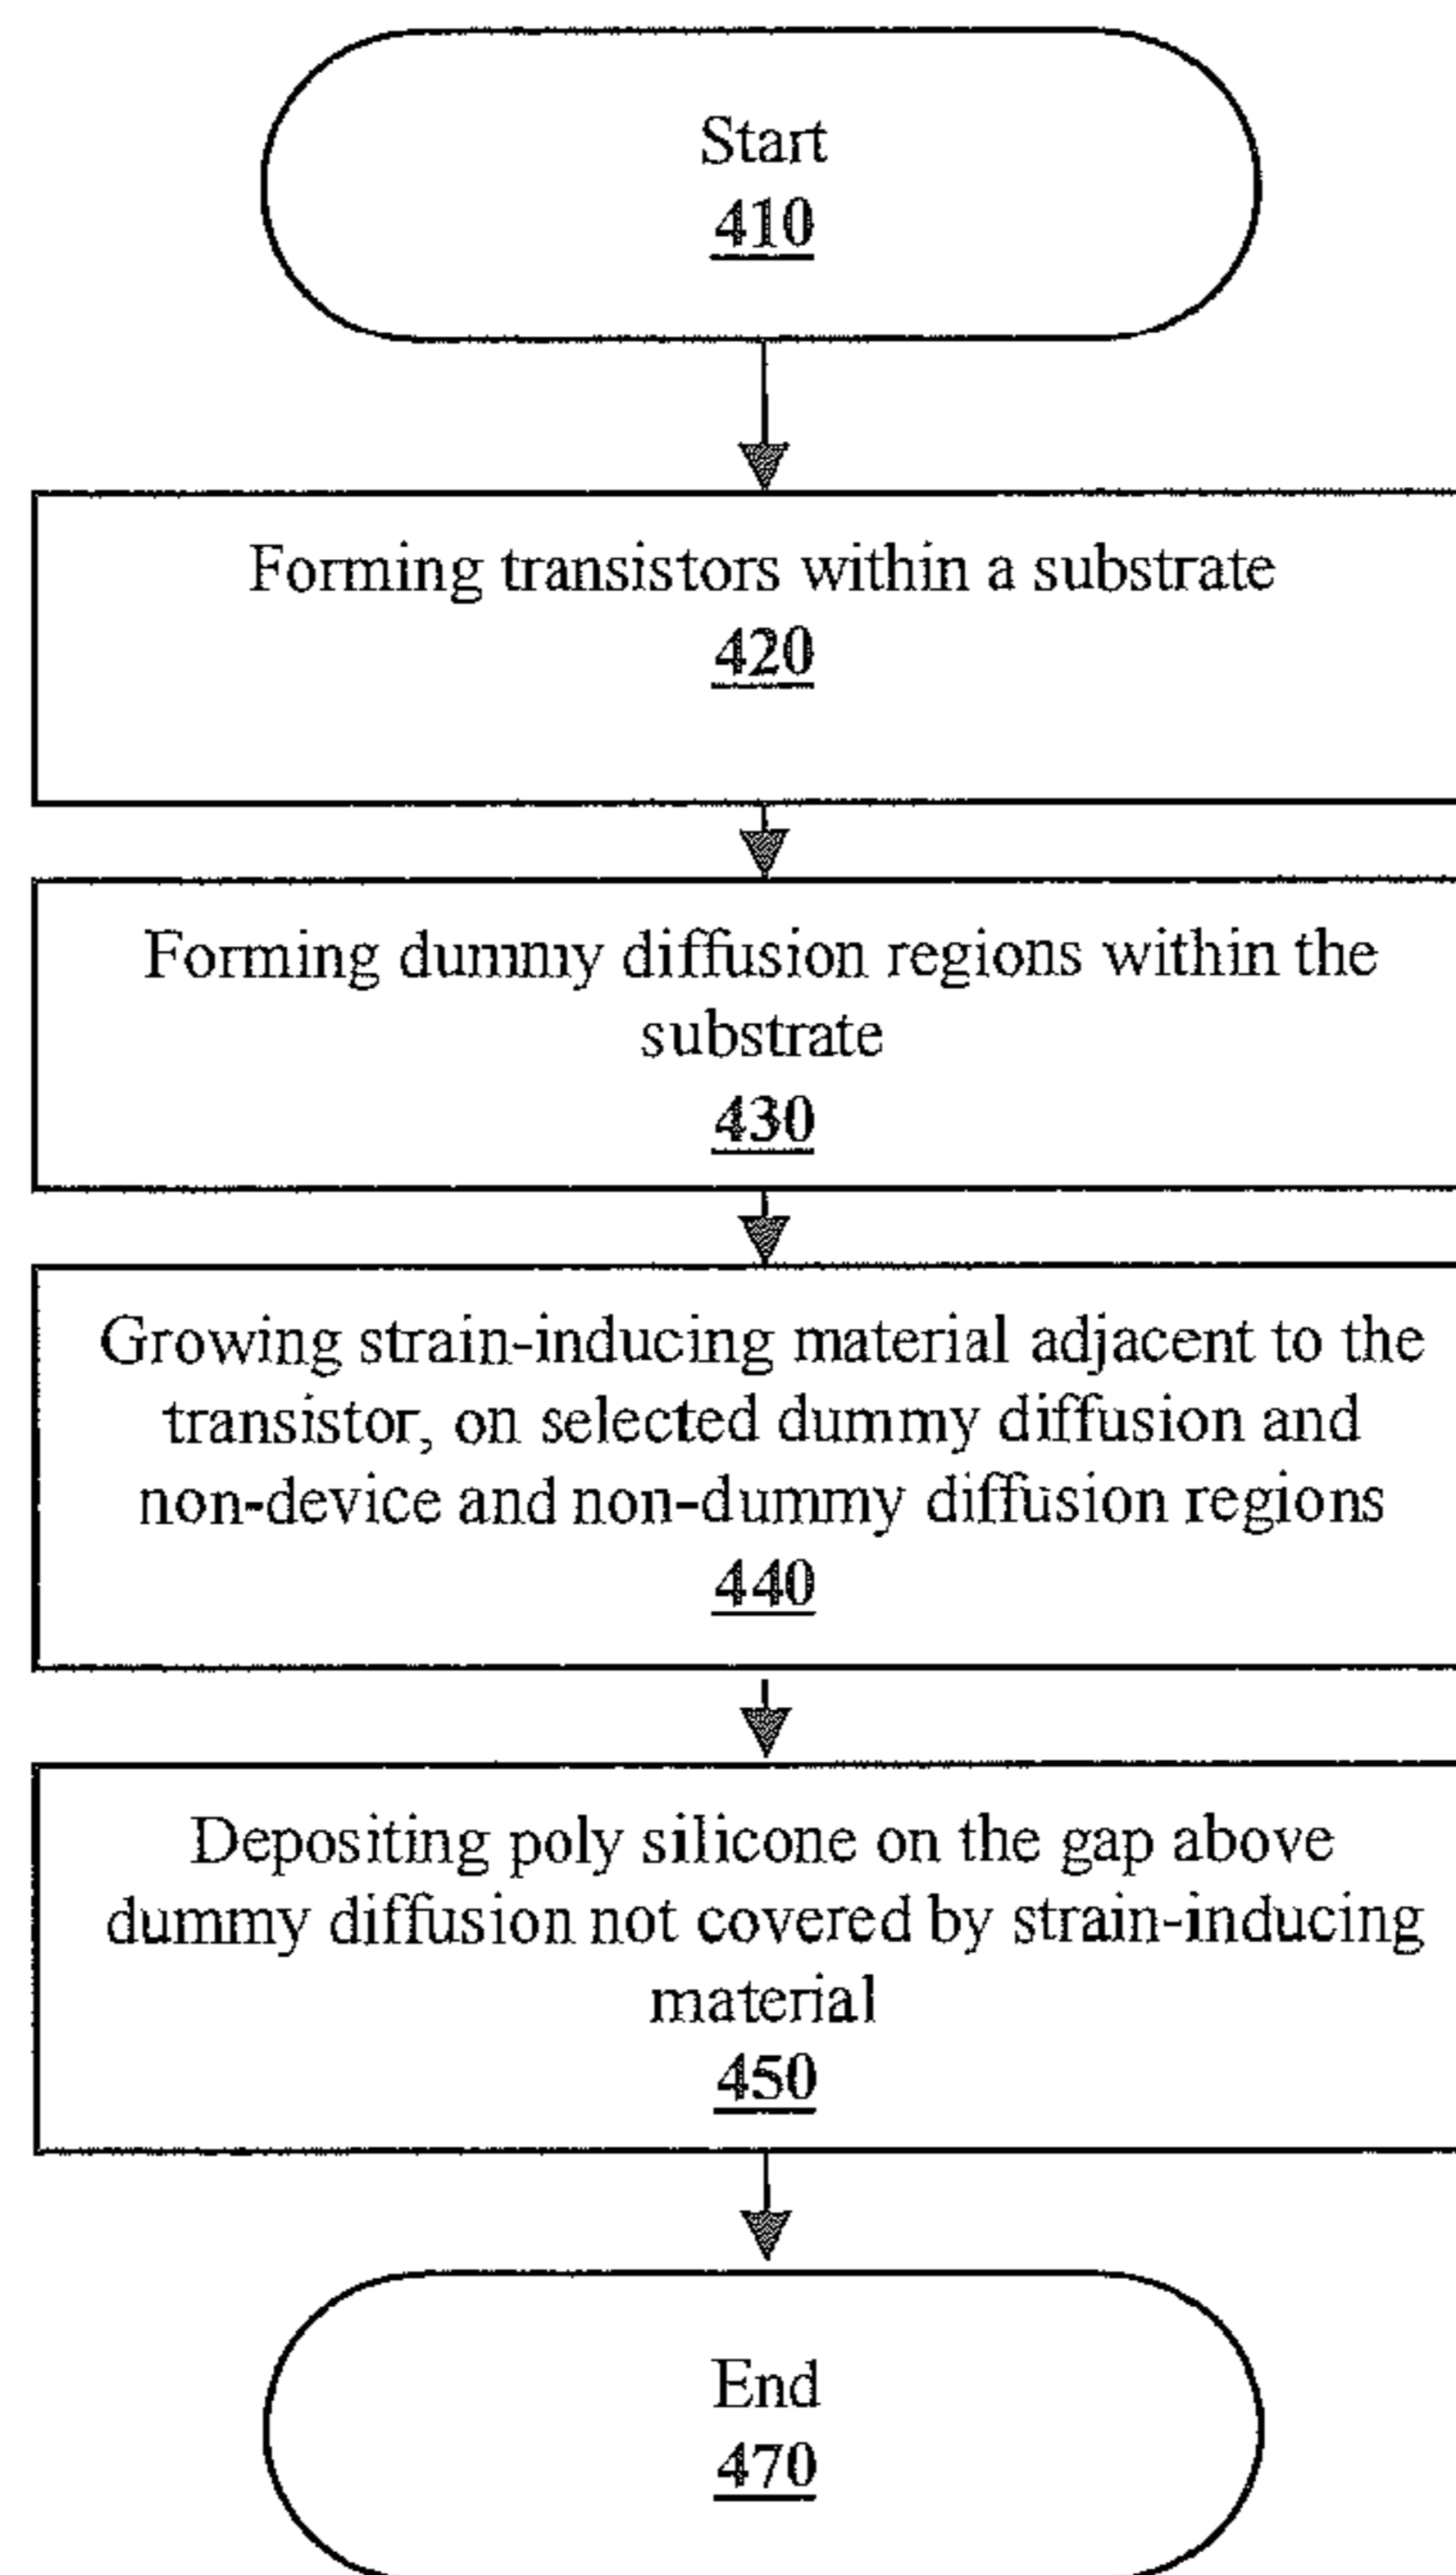 Start
410
Forming transistors within a substrate
420
Forming dummy diffusion regions within the
substrate
430
Growing strain-inducing material adjacent to the
transistor, on selected dummy diffusion and
non-device and non-dummy diffusion regions
440
Depositing poly silicone on the gap above
dummy diffusion not covered by strain-inducing
material
450
End
470